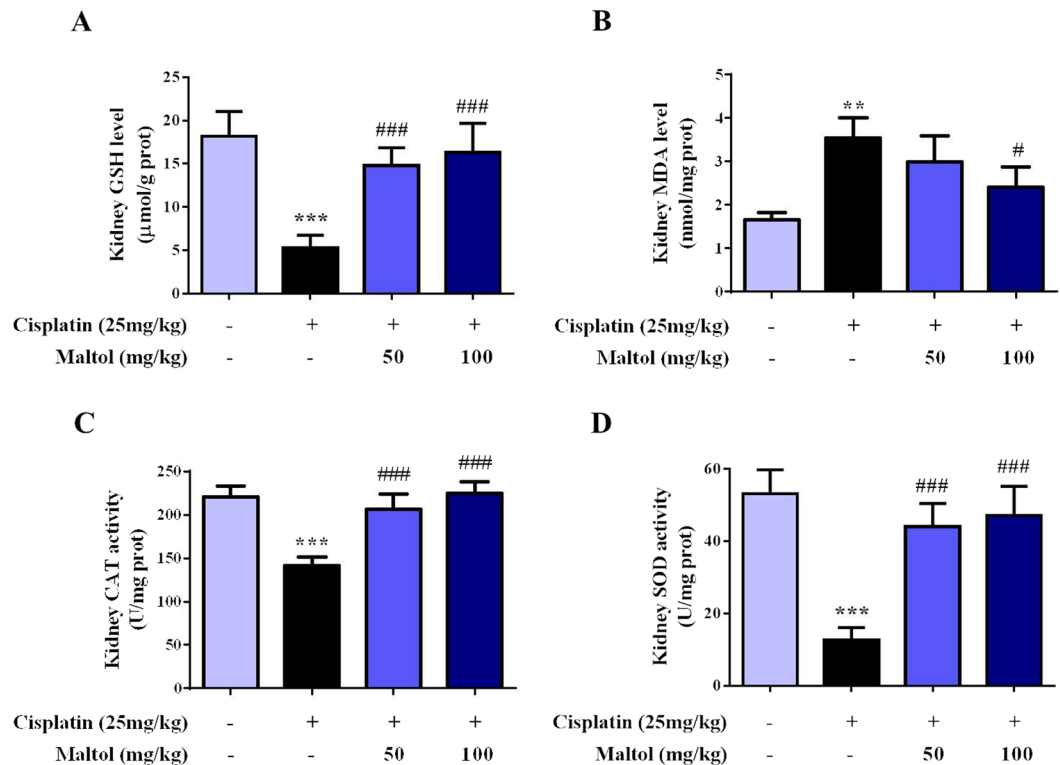 A
Kidney GSH level
(μmol/g prot)
25
20
15
10
5
0
***
###
###
Cisplatin (25mg/kg) - + + +
Maltol (mg/kg) - - 50 100
B
Kidney MDA level
(nmol/mg prot)
4
3
2
1
0
5
**
#
Cisplatin (25mg/kg) - + + +
Maltol (mg/kg) - - 50 100
C
Kidney CAT activity
(U/mg prot)
250
200
150
100
50
0
***
###
###
Cisplatin (25mg/kg) - + + +
Maltol (mg/kg) - - 50 100
D
Kidney SOD activity
(U/mg prot)
60
40
20
0
***
###
###
Cisplatin (25mg/kg) - + + +
Maltol (mg/kg) - - 50 100